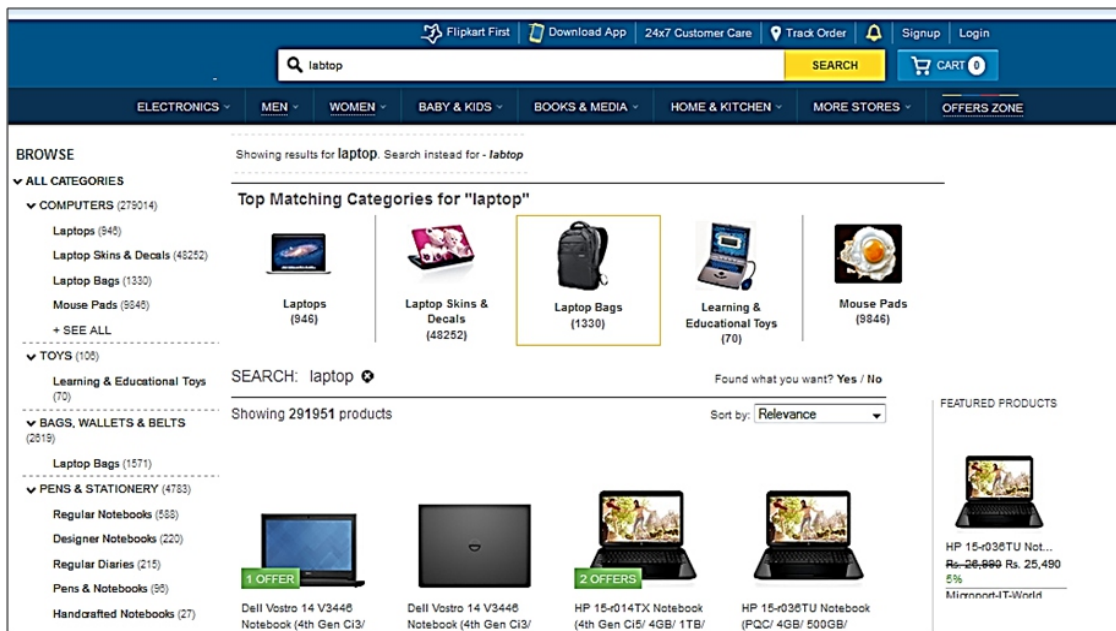 Flipkart First
Download App
24x7 Customer Care
Track Order
Signup
Login
labtop
SEARCH
CART 0
ELECTRONICS
MEN
WOMEN
BABY & KIDS
BOOKS & MEDIA
HOME & KITCHEN
MORE STORES
OFFERS ZONE
BROWSE
ALL CATEGORIES
COMPUTERS (279014)
Laptops (946)
Laptop Skins & Decals (48252)
Laptop Bags (1330)
Mouse Pads (9846)
+ SEE ALL
TOYS (106)
Learning & Educational Toys
(70)
BAGS, WALLETS & BELTS
(2619)
Laptop Bags (1571)
PENS & STATIONERY (4783)
Regular Notebooks (588)
Designer Notebooks (220)
Regular Diaries (215)
Pens & Notebooks (96)
Handcrafted Notebooks (27)
Showing results for laptop. Search instead for - labtop
Top Matching Categories for "laptop"
Laptops
(946)
Laptop Skins &
Decals
(48252)
Laptop Bags
(1330)
Learning &
Educational Toys
(70)
Mouse Pads
(9846)
SEARCH: laptop
Found what you want? Yes / No
Showing 291951 products
Sort by: Relevance
1 OFFER
Dell Vostro 14 V3446
Notebook (4th Gen Ci3/
Dell Vostro 14 V3446
Notebook (4th Gen Ci3/
2 OFFERS
HP 15-r014TX Notebook
(4th Gen Ci5/ 4GB/ 1TB/
HP 15-r036TU Notebook
(PQC/ 4GB/ 500GB/
FEATURED PRODUCTS
HP 15-r036TU Not...
Rs. 26,990 Rs. 25,490
5%
Microport-IT-World